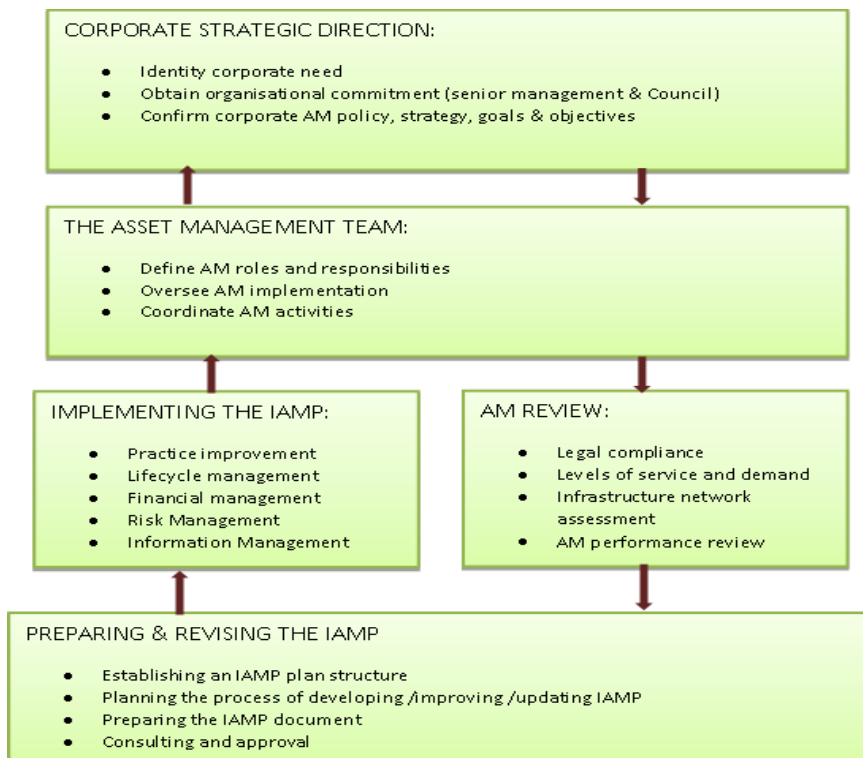 CORPORATE STRATEGIC DIRECTION:
● Identity corporate need
● Obtain organisational commitment (senior management & Council)
● Confirm corporate AM policy, strategy, goals & objectives
THE ASSET MANAGEMENT TEAM:
● Define AM roles and responsibilities
● Oversee AM implementation
● Coordinate AM activities
IMPLEMENTING THE IAMP:
● Practice improvement
● Lifecycle management
● Financial management
● Risk Management
● Information Management
AM REVIEW:
● Legal compliance
● Levels of service and demand
● Infrastructure network
assessment
● AM performance review
PREPARING & REVISING THE IAMP
● Establishing an IAMP plan structure
● Planning the process of developing /improving /updating IAMP
● Preparing the IAMP document
● Consulting and approval